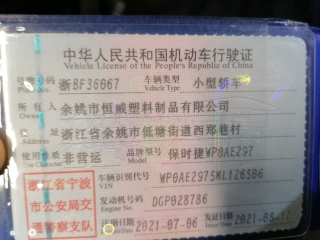 中华人民共和国机动车行驶证
Vehicle License of the People's Republic of China
号牌号码 浙BF36067 车辆类型 小型轿车
Plate No. Vehicle Type
所有人 余姚市恒威塑料制品有限公司
Owner
住址 浙江省余姚市低塘街道西郑巷村
使用性质 非营运 品牌型号 保时捷WP0AE297
Model
浙江省宁波市公安局交通警察支队
车辆识别代号 WP0AE2975ML126506
VIN
发动机号码 DGP028786
注册日期 2021-07-06 发证日期